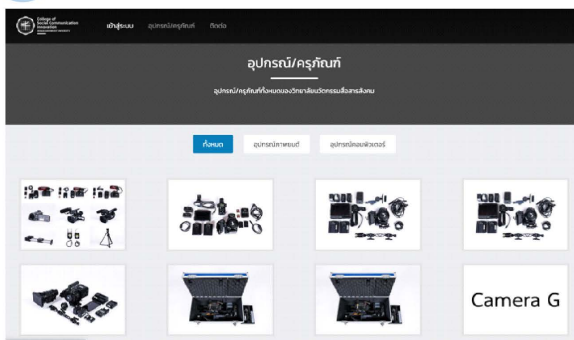 College of
Social Communication
Innovation
เข้าสู่ระบบ
อุปกรณ์/ครุภัณฑ์
ติดต่อ
อุปกรณ์/ครุภัณฑ์
อุปกรณ์/ครุภัณฑ์ทั้งหมดของวิทยาลัยนวัตกรรมสื่อสารสังคม
ทั้งหมด
อุปกรณ์ภาพยนต์
อุปกรณ์คอมพิวเตอร์
Camera G